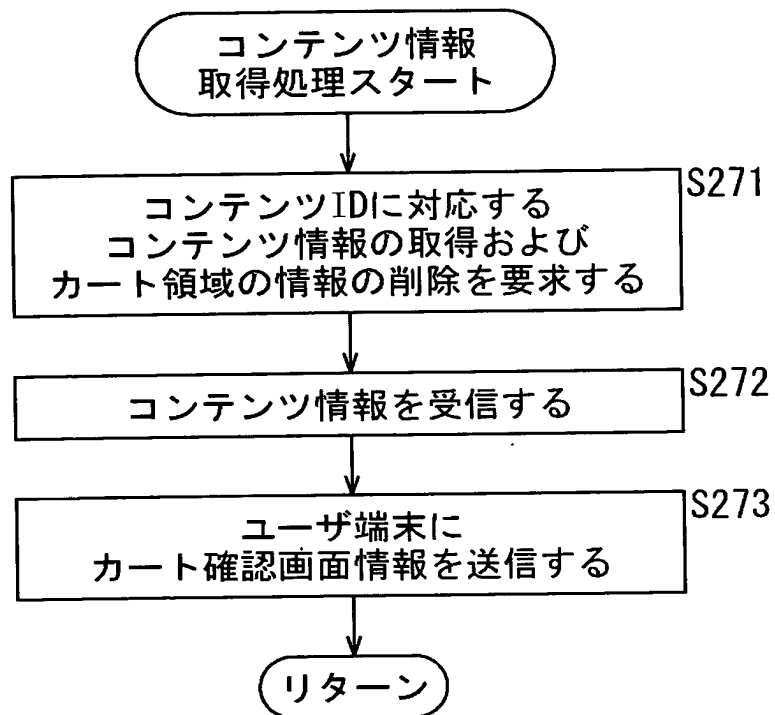 コンテンツ情報
取得処理スタート
S271
コンテンツIDに対応する
コンテンツ情報の取得および
カート領域の情報の削除を要求する
S272
コンテンツ情報を受信する
S273
ユーザ端末に
カート確認画面情報を送信する
リターン